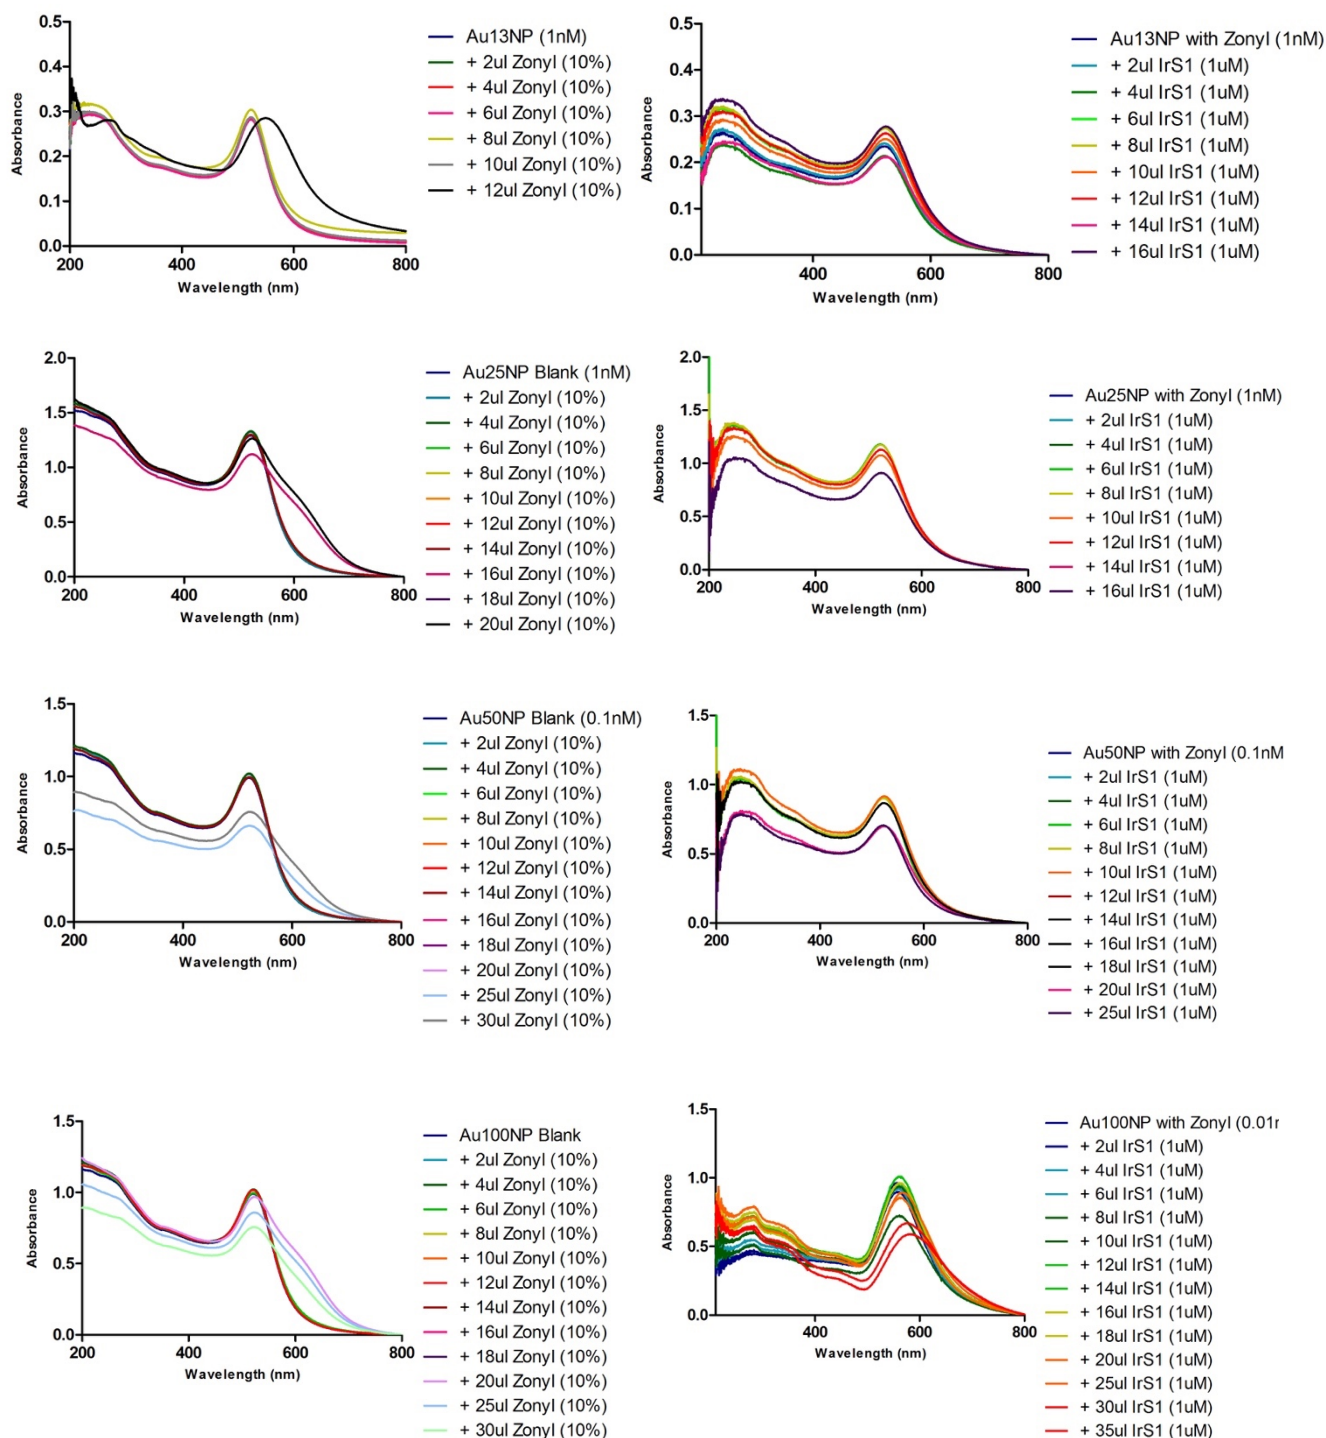 0.5
0.4
0.3
0.2
0.1
0.0
200
400
600
800
Absorbance
Wavelength (nm)
Au13NP (1nM)
+ 2ul Zonyl (10%)
+ 4ul Zonyl (10%)
+ 6ul Zonyl (10%)
+ 8ul Zonyl (10%)
+ 10ul Zonyl (10%)
+ 12ul Zonyl (10%)
0.5
0.4
0.3
0.2
0.1
0.0
400
600
800
Absorbance
Wavelength (nm)
Au13NP with Zonyl (1nM)
+ 2ul IrS1 (1uM)
+ 4ul IrS1 (1uM)
+ 6ul IrS1 (1uM)
+ 8ul IrS1 (1uM)
+ 10ul IrS1 (1uM)
+ 12ul IrS1 (1uM)
+ 14ul IrS1 (1uM)
+ 16ul IrS1 (1uM)
2.0
1.5
1.0
0.5
0.0
200
400
600
800
Absorbance
Wavelength (nm)
Au25NP Blank (1nM)
+ 2ul Zonyl (10%)
+ 4ul Zonyl (10%)
+ 6ul Zonyl (10%)
+ 8ul Zonyl (10%)
+ 10ul Zonyl (10%)
+ 12ul Zonyl (10%)
+ 14ul Zonyl (10%)
+ 16ul Zonyl (10%)
+ 18ul Zonyl (10%)
+ 20ul Zonyl (10%)
2.0
1.5
1.0
0.5
0.0
200
400
600
800
Absorbance
Wavelength (nm)
Au25NP with Zonyl (1nM)
+ 2ul IrS1 (1uM)
+ 4ul IrS1 (1uM)
+ 6ul IrS1 (1uM)
+ 8ul IrS1 (1uM)
+ 10ul IrS1 (1uM)
+ 12ul IrS1 (1uM)
+ 14ul IrS1 (1uM)
+ 16ul IrS1 (1uM)
1.5
1.0
0.5
0.0
200
400
600
800
Absorbance
Wavelength (nm)
Au50NP Blank (0.1nM)
+ 2ul Zonyl (10%)
+ 4ul Zonyl (10%)
+ 6ul Zonyl (10%)
+ 8ul Zonyl (10%)
+ 10ul Zonyl (10%)
+ 12ul Zonyl (10%)
+ 14ul Zonyl (10%)
+ 16ul Zonyl (10%)
+ 18ul Zonyl (10%)
+ 20ul Zonyl (10%)
+ 25ul Zonyl (10%)
+ 30ul Zonyl (10%)
1.5
1.0
0.5
0.0
200
400
600
800
Absorbance
Wavelength (nm)
Au50NP with Zonyl (0.1nM
+ 2ul IrS1 (1uM)
+ 4ul IrS1 (1uM)
+ 6ul IrS1 (1uM)
+ 8ul IrS1 (1uM)
+ 10ul IrS1 (1uM)
+ 12ul IrS1 (1uM)
+ 14ul IrS1 (1uM)
+ 16ul IrS1 (1uM)
+ 18ul IrS1 (1uM)
+ 20ul IrS1 (1uM)
+ 25ul IrS1 (1uM)
1.5
1.0
0.5
0.0
200
400
600
800
Absorbance
Wavelength (nm)
Au100NP Blank
+ 2ul Zonyl (10%)
+ 4ul Zonyl (10%)
+ 6ul Zonyl (10%)
+ 8ul Zonyl (10%)
+ 10ul Zonyl (10%)
+ 12ul Zonyl (10%)
+ 14ul Zonyl (10%)
+ 16ul Zonyl (10%)
+ 18ul Zonyl (10%)
+ 20ul Zonyl (10%)
+ 25ul Zonyl (10%)
+ 30ul Zonyl (10%)
1.5
1.0
0.5
0.0
400
600
800
Absorbance
Wavelength (nm)
Au100NP with Zonyl (0.01
+ 2ul IrS1 (1uM)
+ 4ul IrS1 (1uM)
+ 6ul IrS1 (1uM)
+ 8ul IrS1 (1uM)
+ 10ul IrS1 (1uM)
+ 12ul IrS1 (1uM)
+ 14ul IrS1 (1uM)
+ 16ul IrS1 (1uM)
+ 18ul IrS1 (1uM)
+ 20ul IrS1 (1uM)
+ 25ul IrS1 (1uM)
+ 30ul IrS1 (1uM)
+ 35ul IrS1 (1uM)